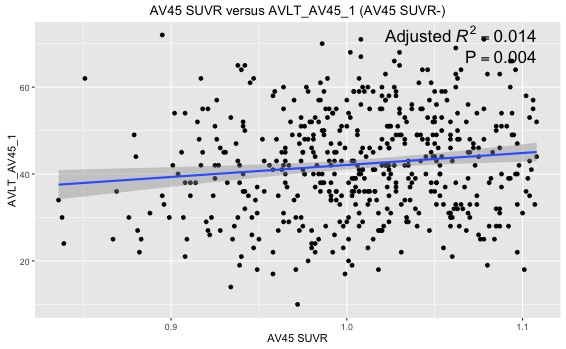 AV45 SUVR versus AVLT_AV45_1 (AV45 SUVR-)
Adjusted R² = 0.014
P = 0.004
60
40
20
AVLT_AV45_1
0.9
1.0
1.1
AV45 SUVR